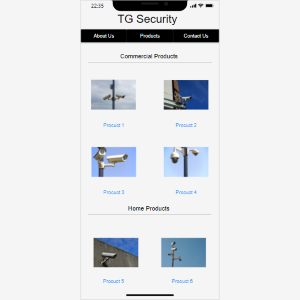 22:35
TG Security
About Us Products Contact Us
Commercial Products
Product 1 Product 2
Product 3 Product 4
Home Products
Product 5 Product 6